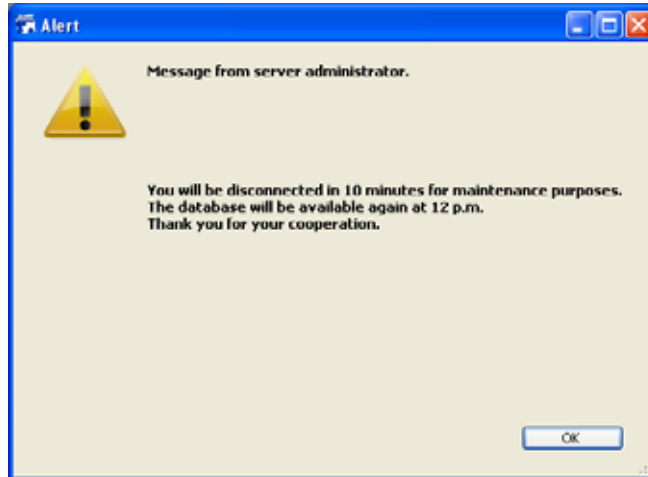 Alert
Message from server administrator.
You will be disconnected in 10 minutes for maintenance purposes.
The database will be available again at 12 p.m.
Thank you for your cooperation.
OK